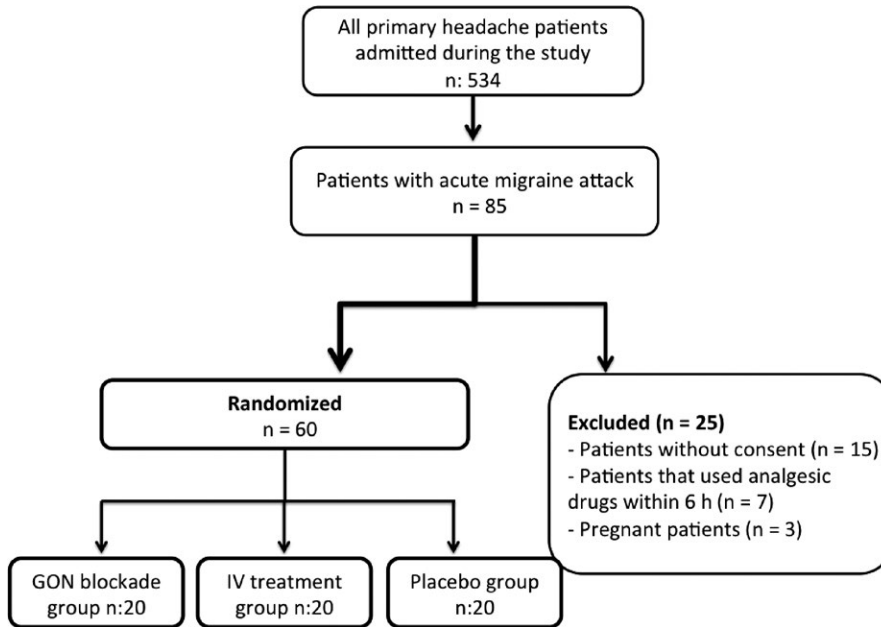 All primary headache patients
admitted during the study
n: 534
Patients with acute migraine attack
n = 85
Randomized
n = 60
Excluded (n = 25)
- Patients without consent (n = 15)
- Patients that used analgesic
drugs within 6 h (n = 7)
- Pregnant patients (n = 3)
GON blockade
group n:20
IV treatment
group n:20
Placebo group
n:20